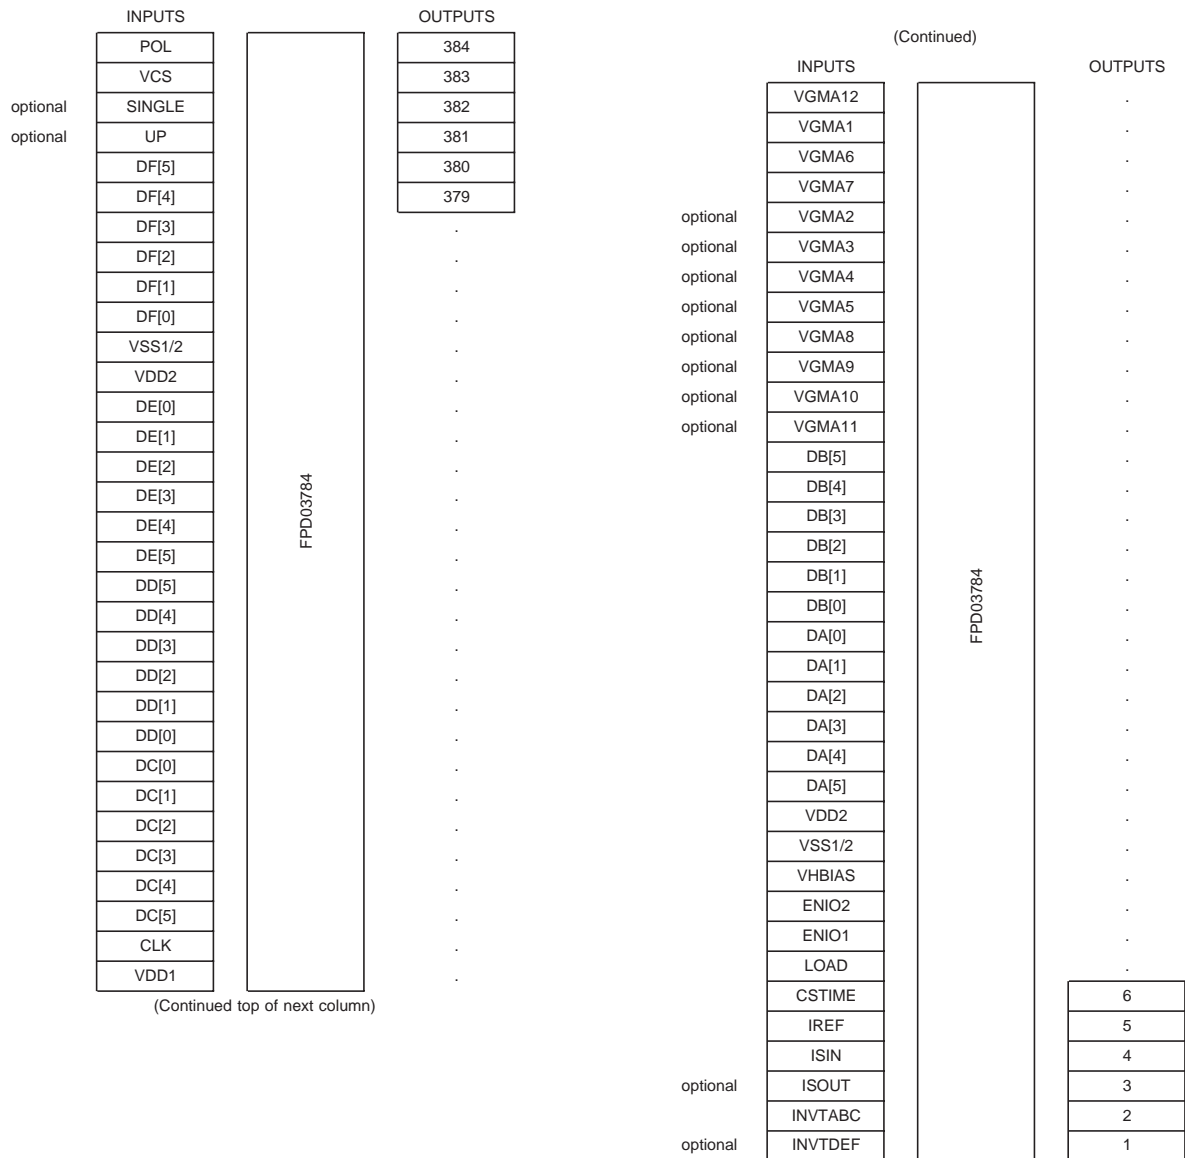 INPUTS OUTPUTS
POL 384
VCS 383
optional SINGLE 382
optional UP 381
DF[5] 380
DF[4] 379
DF[3] .
DF[2] .
DF[1] .
DF[0] .
VSS1/2 .
VDD2 .
DE[0] .
DE[1] .
DE[2] .
DE[3] .
DE[4] .
DE[5] .
DD[5] .
DD[4] .
DD[3] .
DD[2] .
DD[1] .
DD[0] .
DC[0] .
DC[1] .
DC[2] .
DC[3] .
DC[4] .
DC[5] .
CLK .
VDD1 .
FPD03784
(Continued top of next column)
(Continued)
INPUTS OUTPUTS
VGMA12 .
VGMA1 .
VGMA6 .
VGMA7 .
optional VGMA2 .
optional VGMA3 .
optional VGMA4 .
optional VGMA5 .
optional VGMA8 .
optional VGMA9 .
optional VGMA10 .
optional VGMA11 .
DB[5] .
DB[4] .
DB[3] .
DB[2] .
DB[1] .
DB[0] .
DA[0] .
DA[1] .
DA[2] .
DA[3] .
DA[4] .
DA[5] .
VDD2 .
VSS1/2 .
VHBIAS .
ENIO2 .
ENIO1 .
LOAD .
CSTIME 6
IREF 5
ISIN 4
optional ISOUT 3
INVTABC 2
optional INVTDEF 1
FPD03784